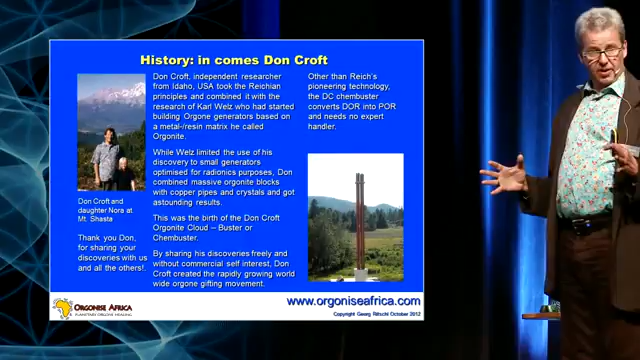 History: in comes Don Croft
Don Croft, independent researcher
from Idaho, USA took the Reichian
principles and combined it with the
research of Karl Welz who had started
building Orgone generators based on
a metal-/resin matrix he called
Orgonite.
While Welz limited the use of his
discovery to small generators
optimised for radionics purposes, Don
combined massive orgonite blocks
with copper pipes and crystals and got
astounding results.
This was the birth of the Don Croft
Orgonite Cloud – Buster or
Chembuster.
By sharing his discoveries freely and
without commercial self interest, Don
Croft created the rapidly growing world
wide orgone gifting movement.
Other than Reich's
pioneering technology,
the DC chembuster
converts DOR into POR
and needs no expert
handler.
Don Croft and
daughter Nora at
Mt. Shasta
Thank you Don,
for sharing your
discoveries with us
and all the others!.
ORGONISE AFRICA
PLANETARY ORGONE HEALING
www.orgoniseafrica.com
Copyright Georg Ritschl October 2012